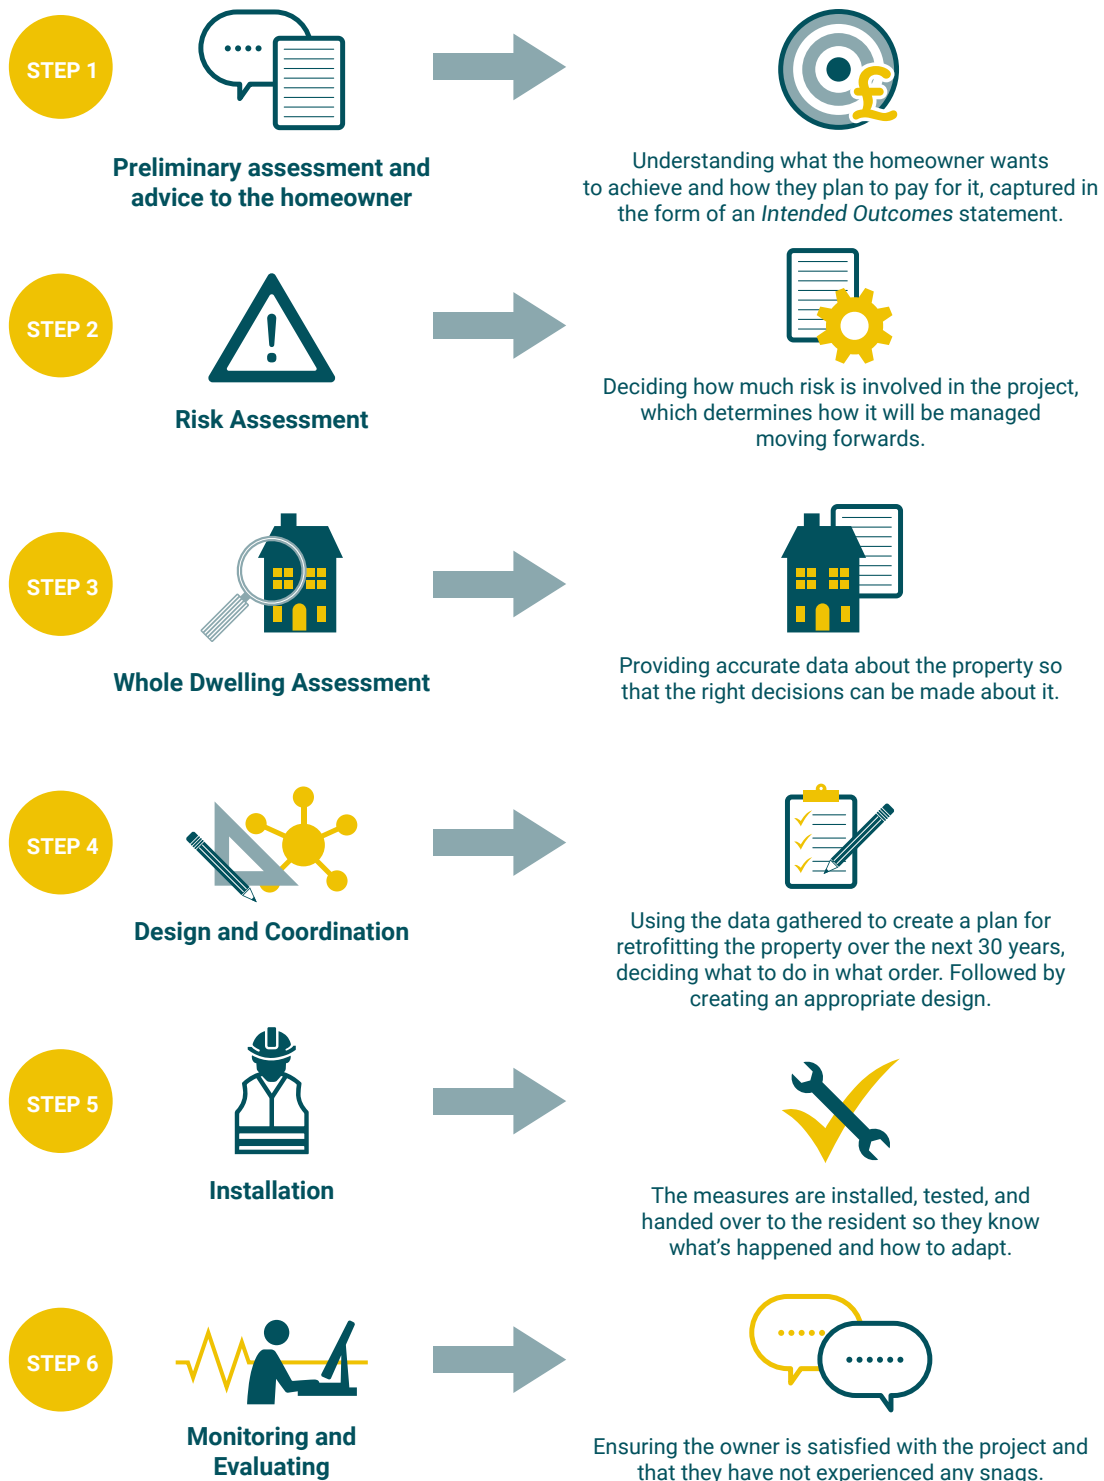 STEP 1
Preliminary assessment and
advice to the homeowner
Understanding what the homeowner wants
to achieve and how they plan to pay for it, captured in
the form of an Intended Outcomes statement.
STEP 2
Risk Assessment
Deciding how much risk is involved in the project,
which determines how it will be managed
moving forwards.
STEP 3
Whole Dwelling Assessment
Providing accurate data about the property so
that the right decisions can be made about it.
STEP 4
Design and Coordination
Using the data gathered to create a plan for
retrofitting the property over the next 30 years,
deciding what to do in what order. Followed by
creating an appropriate design.
STEP 5
Installation
The measures are installed, tested, and
handed over to the resident so they know
what's happened and how to adapt.
STEP 6
Monitoring and
Evaluating
Ensuring the owner is satisfied with the project and
that they have not experienced any snags.